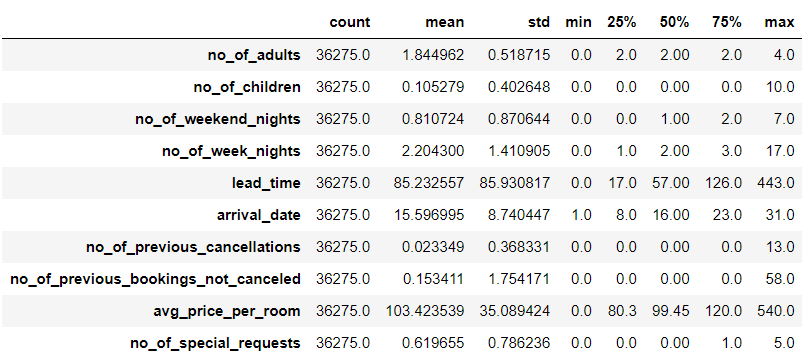 count mean std min 25% 50% 75% max
no_of_adults 36275.0 1.844962 0.518715 0.0 2.0 2.00 2.0 4.0
no_of_children 36275.0 0.105279 0.402648 0.0 0.0 0.00 0.0 10.0
no_of_weekend_nights 36275.0 0.810724 0.870644 0.0 0.0 1.00 2.0 7.0
no_of_week_nights 36275.0 2.204300 1.410905 0.0 1.0 2.00 3.0 17.0
lead_time 36275.0 85.232557 85.930817 0.0 17.0 57.00 126.0 443.0
arrival_date 36275.0 15.596995 8.740447 1.0 8.0 16.00 23.0 31.0
no_of_previous_cancellations 36275.0 0.023349 0.368331 0.0 0.0 0.00 0.0 13.0
no_of_previous_bookings_not_canceled 36275.0 0.153411 1.754171 0.0 0.0 0.00 0.0 58.0
avg_price_per_room 36275.0 103.423539 35.089424 0.0 80.3 99.45 120.0 540.0
no_of_special_requests 36275.0 0.619655 0.786236 0.0 0.0 0.00 1.0 5.0